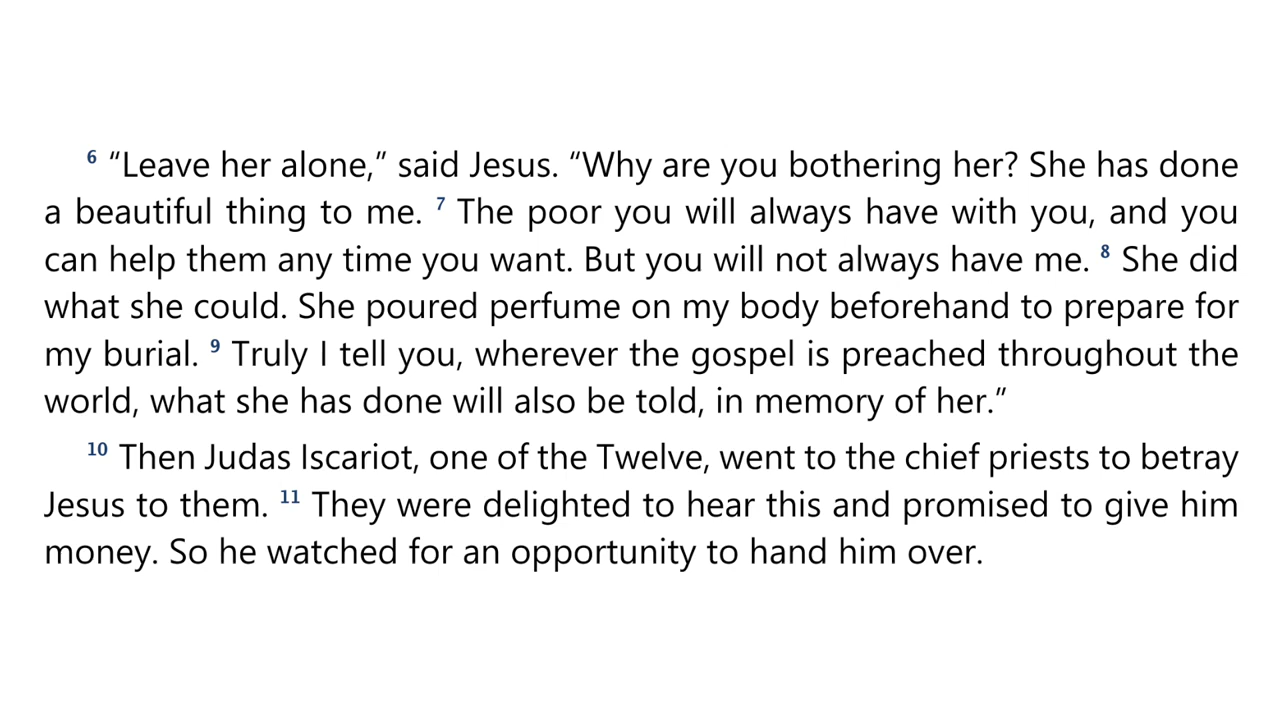 6 “Leave her alone,” said Jesus. “Why are you bothering her? She has done
a beautiful thing to me. 7 The poor you will always have with you, and you
can help them any time you want. But you will not always have me. 8 She did
what she could. She poured perfume on my body beforehand to prepare for
my burial. 9 Truly I tell you, wherever the gospel is preached throughout the
world, what she has done will also be told, in memory of her.”
10 Then Judas Iscariot, one of the Twelve, went to the chief priests to betray
Jesus to them. 11 They were delighted to hear this and promised to give him
money. So he watched for an opportunity to hand him over.